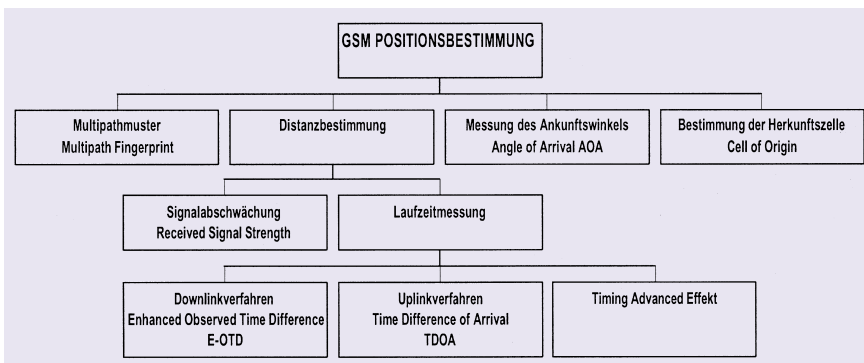 GSM POSITIONSBESTIMMUNG
Multipathmuster
Multipath Fingerprint
Distanzbestimmung
Messung des Ankunftswinkels
Angle of Arrival AOA
Bestimmung der Herkunftszelle
Cell of Origin
Signalabschwächung
Received Signal Strength
Laufzeitmessung
Downlinkverfahren
Enhanced Observed Time Difference
E-OTD
Uplinkverfahren
Time Difference of Arrival
TDOA
Timing Advanced Effekt